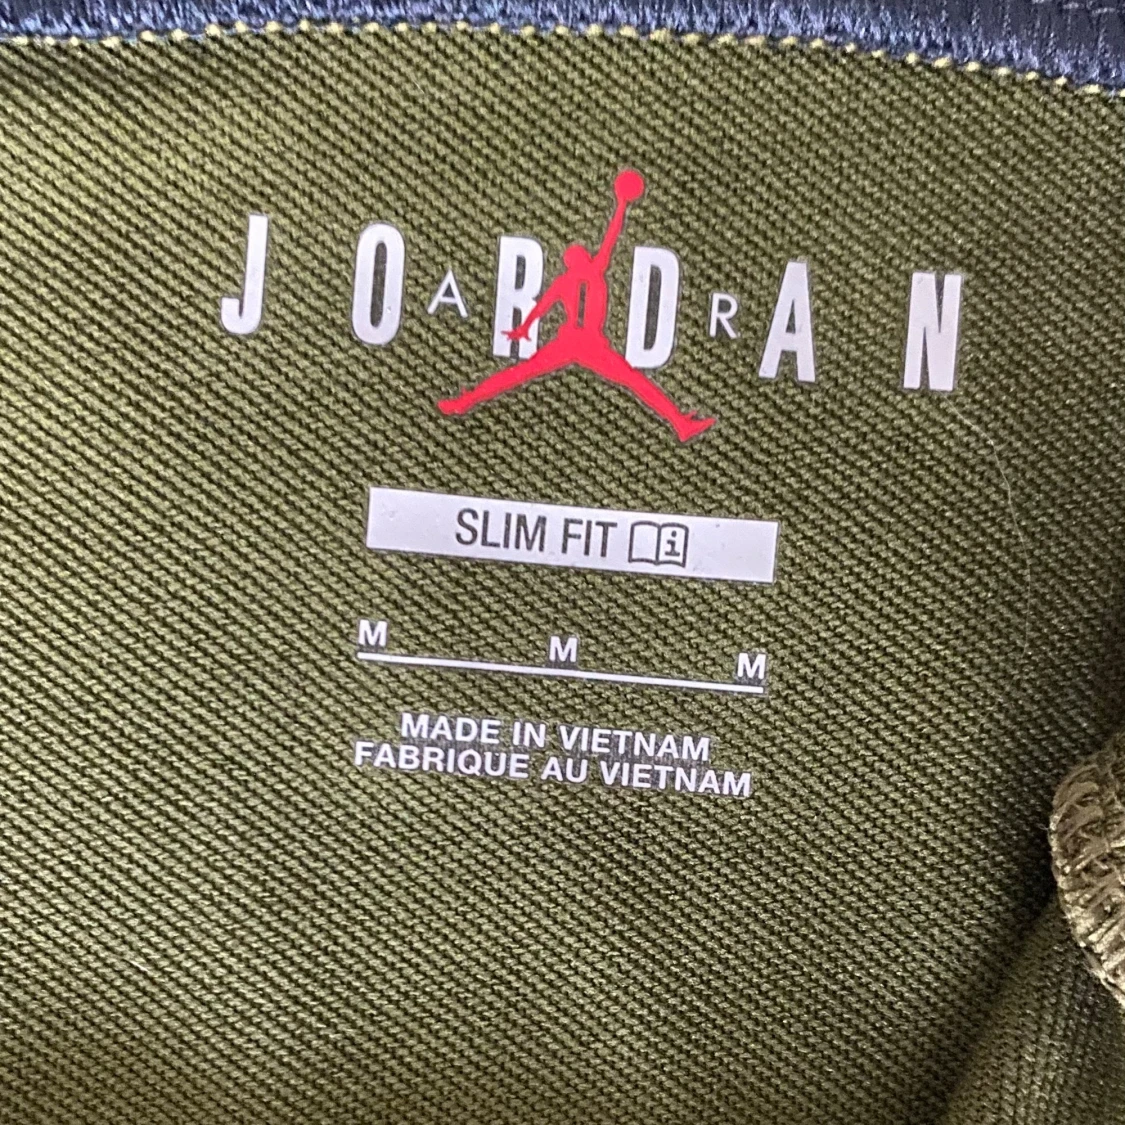 JORDAN
AIR
SLIM FIT
M M M
MADE IN VIETNAM
FABRIQUE AU VIETNAM